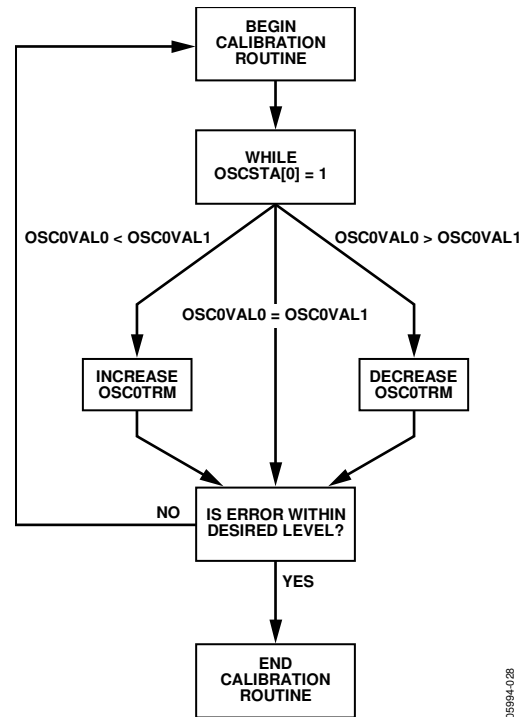 BEGIN
CALIBRATION
ROUTINE
WHILE
OSCSTA[0] = 1
OSC0VAL0 < OSC0VAL1
OSC0VAL0 > OSC0VAL1
OSC0VAL0 = OSC0VAL1
INCREASE
OSC0TRM
DECREASE
OSC0TRM
NO
IS ERROR WITHIN
DESIRED LEVEL?
YES
END
CALIBRATION
ROUTINE
05994-028